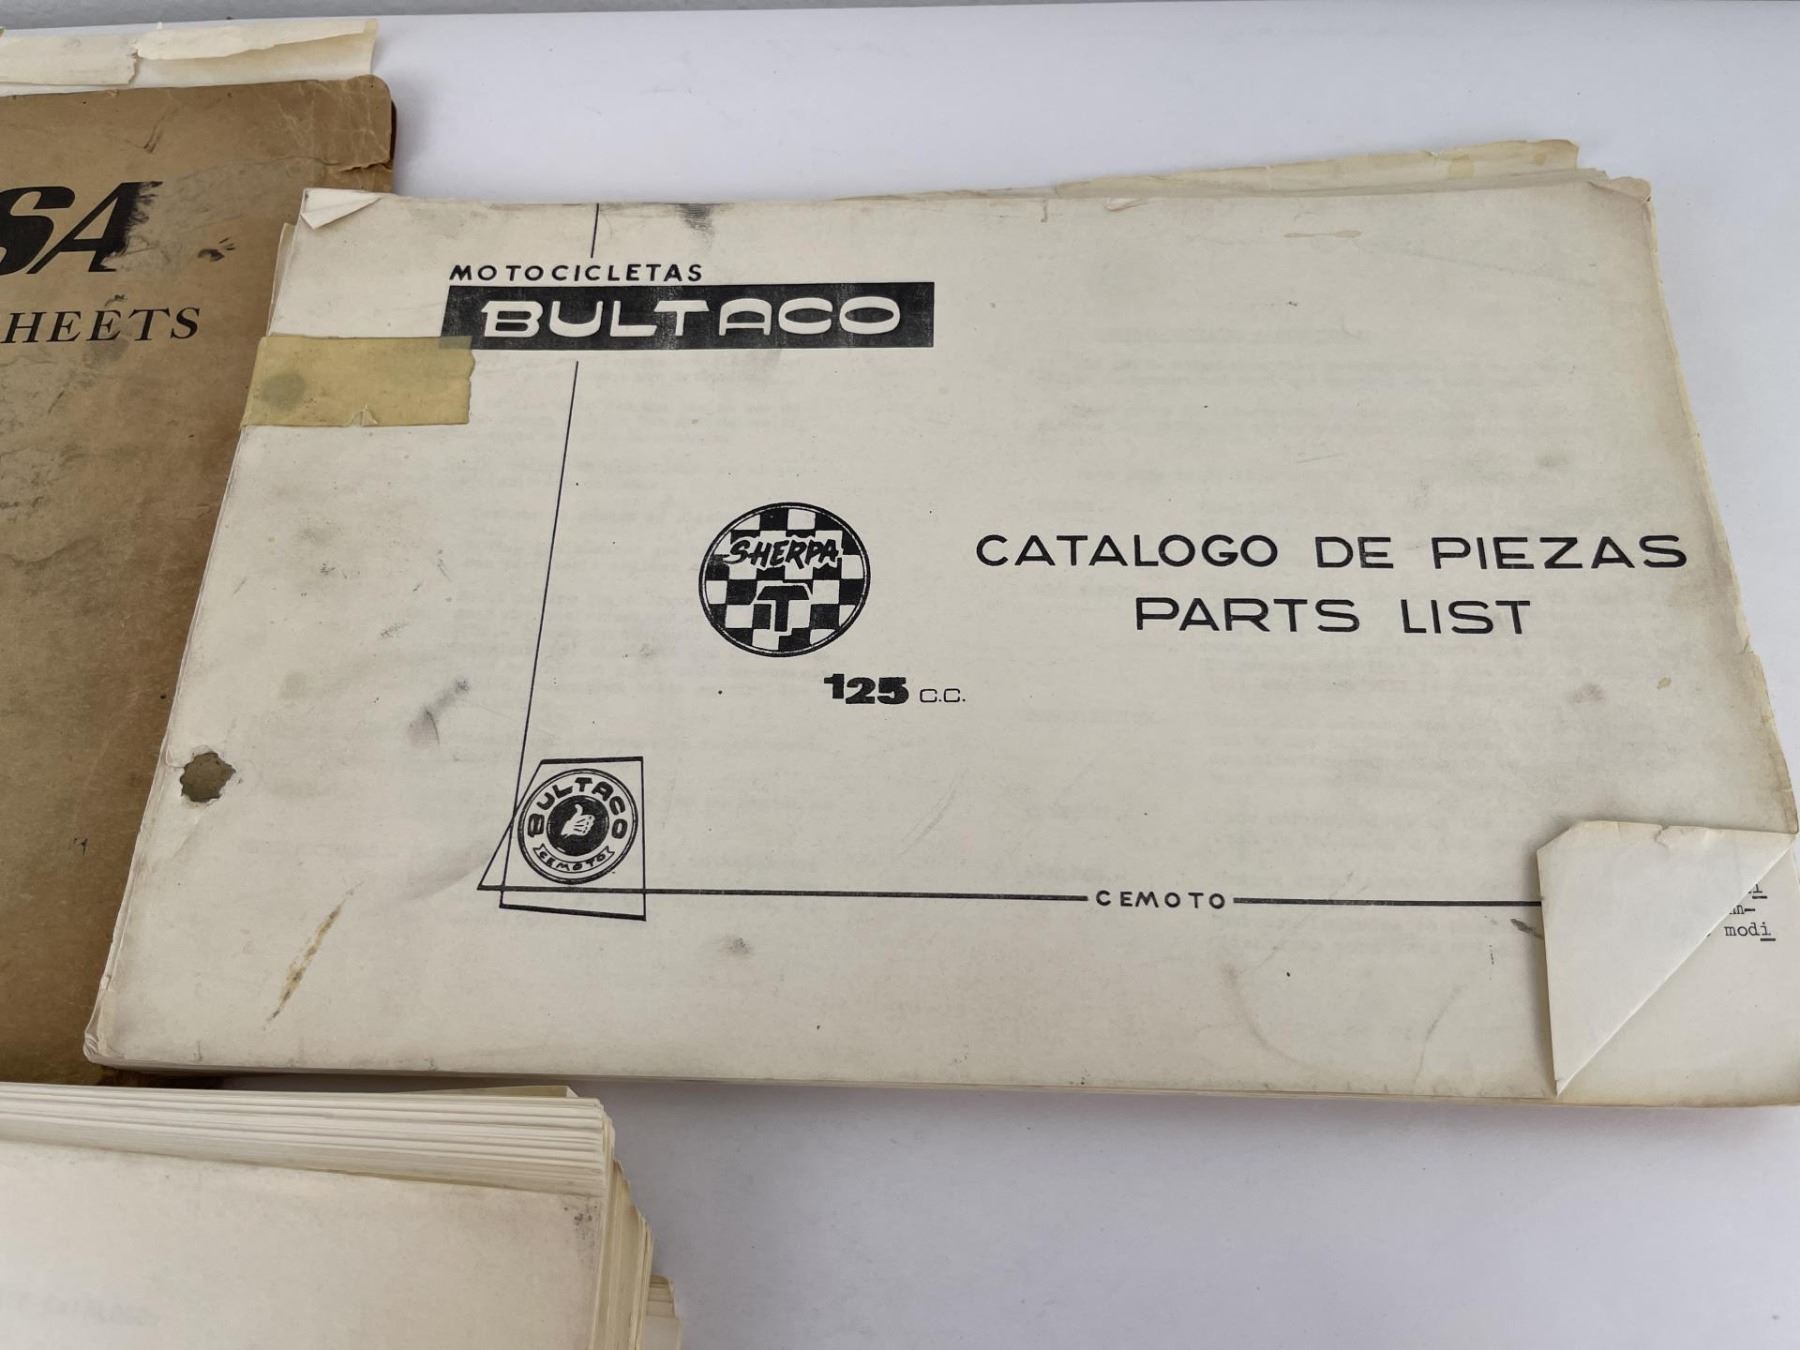 SA
HEETS
MOTOCICLETAS
BULTACO
SHERPA
T
125 c.c.
CATALOGO DE PIEZAS
PARTS LIST
BULTACO
CEMOTO
CEMOTO
modi